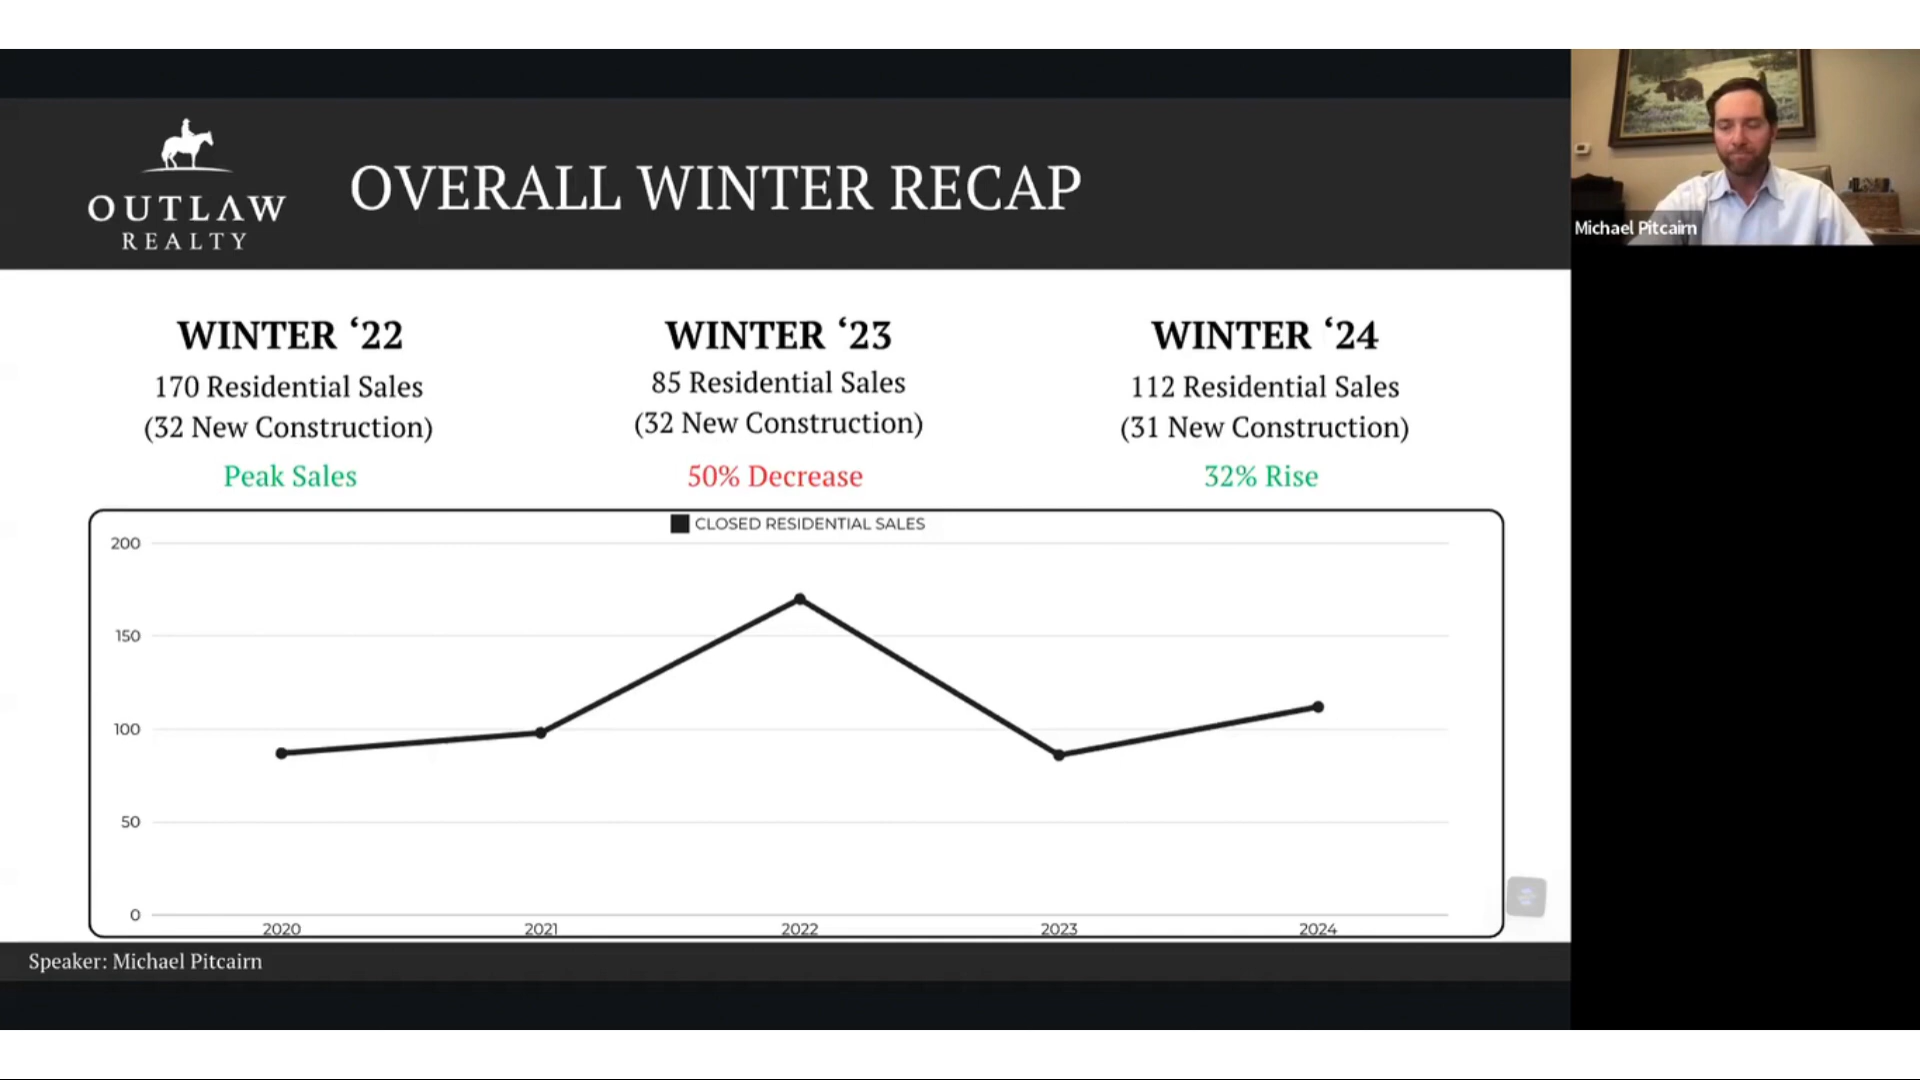 OUTLAW
REALTY
OVERALL WINTER RECAP
Michael Pitcairn
WINTER ‘22
170 Residential Sales
(32 New Construction)
Peak Sales
WINTER ‘23
85 Residential Sales
(32 New Construction)
50% Decrease
WINTER ‘24
112 Residential Sales
(31 New Construction)
32% Rise
CLOSED RESIDENTIAL SALES
200
150
100
50
0
2020 2021 2022 2023 2024
Speaker: Michael Pitcairn